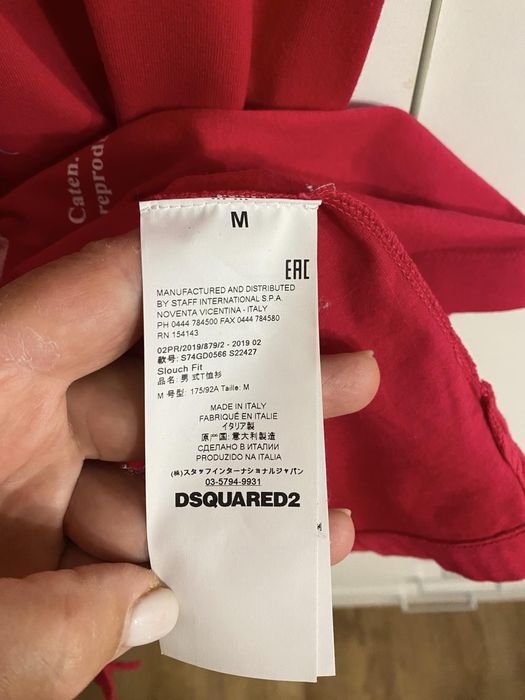 Caten.
reprod
M
EAC
MANUFACTURED AND DISTRIBUTED
BY STAFF INTERNATIONAL S.P.A.
NOVENTA VICENTINA - ITALY
PH 0444 784500 FAX 0444 784580
RN 154143
02PR/2019/879/2 - 2019 02
款号: S74GD0566 S22427
Slouch Fit
品名: 男 式T恤衫
M 号型: 175/92A Taille: M
MADE IN ITALY
FABRIQUÉ EN ITALIE
イタリア製
原产国: 意大利製造
СДЕЛАНО В ИТАЛИИ
PRODUZIDO NA ITALIA
(株)スタッフインターナショナルジャパン
03-5794-9931
DSQUARED2